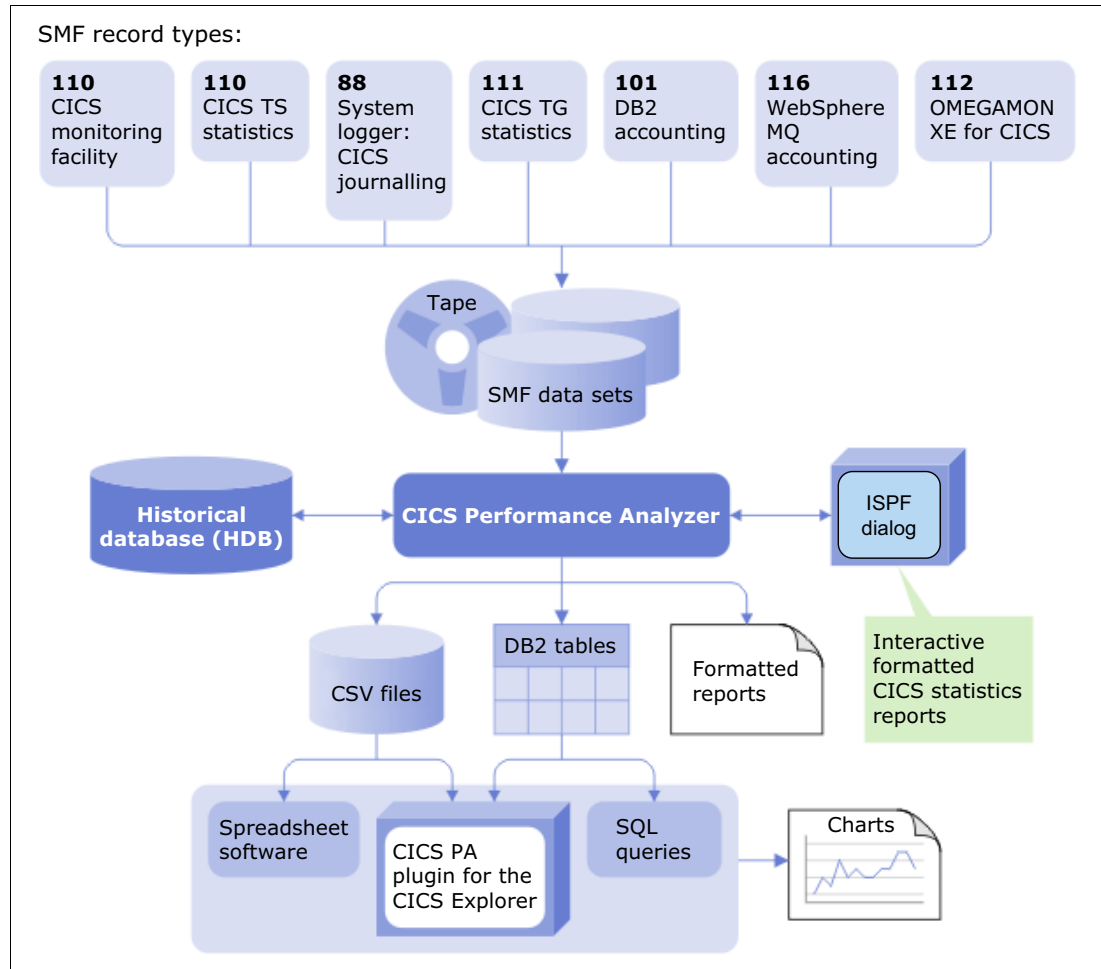 SMF record types:
110
CICS
monitoring
facility
110
CICS TS
statistics
88
System
logger:
CICS
journalling
111
CICS TG
statistics
101
DB2
accounting
116
WebSphere
MQ
accounting
112
OMEGAMON
XE for CICS
Tape
SMF data sets
Historical
database (HDB)
CICS Performance Analyzer
ISPF
dialog
CSV files
DB2 tables
Formatted
reports
Interactive
formatted
CICS statistics
reports
Spreadsheet
software
CICS PA
plugin for the
CICS Explorer
SQL
queries
Charts